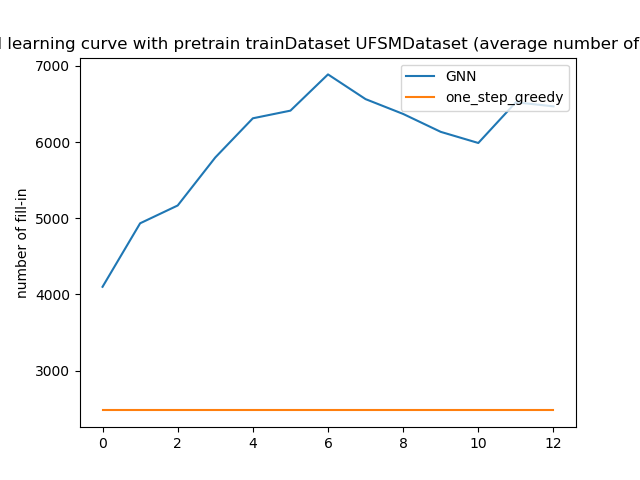 learning curve with pretrain trainDataset UFSMDataset (average number of
GNN
one_step_greedy
number of fill-in
7000
6000
5000
4000
3000
0 2 4 6 8 10 12